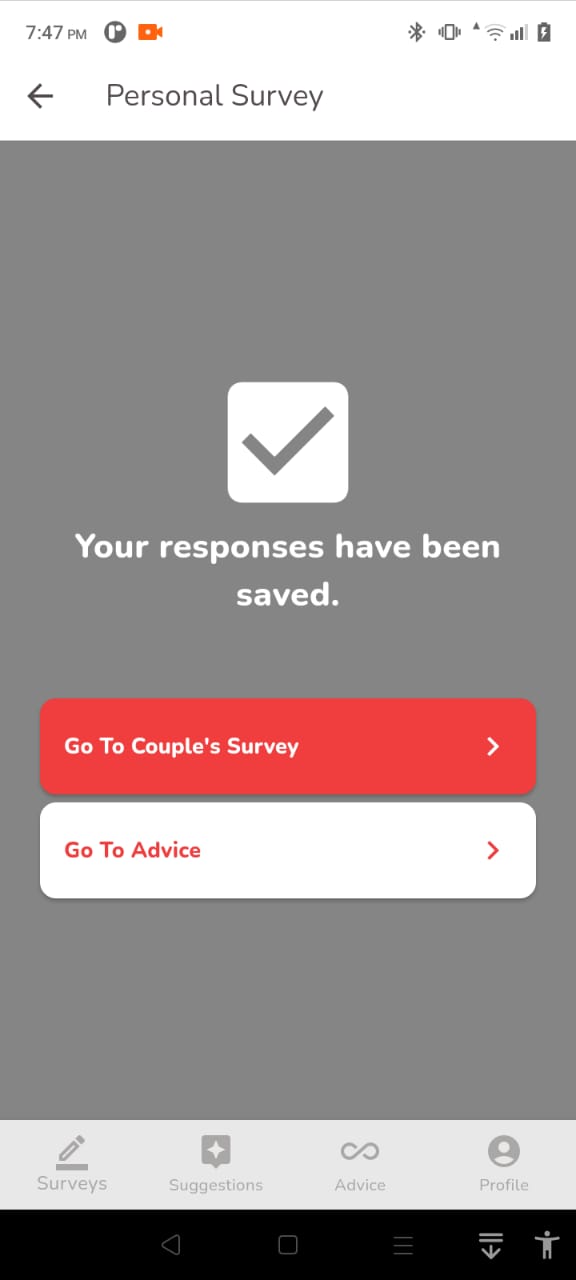 7:47 PM
Personal Survey
Your responses have been
saved.
Go To Couple's Survey
Go To Advice
Surveys
Suggestions
Advice
Profile